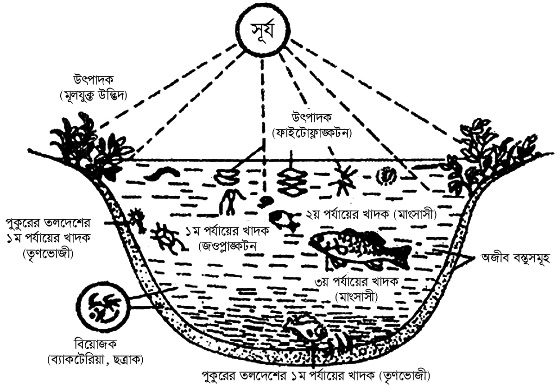 সূর্য
উৎপাদক
(মূলযুক্ত উদ্ভিদ)
উৎপাদক
(ফাইটোপ্লাঙ্কটন)
পুকুরের তলদেশের
১ম পর্যায়ের খাদক
(তৃণভোজী)
১ম পর্যায়ের খাদক
(জওপ্লাঙ্কটন
২য় পর্যায়ের খাদক (মাংসাসী)
৩য় পর্যায়ের খাদক
(মাংসাসী)
অজীব বস্তুসমূহ
বিয়োজক
(ব্যাকটেরিয়া, ছত্রাক)
পুকুরের তলদেশের ১ম পর্যায়ের খাদক (তৃণভোজী)